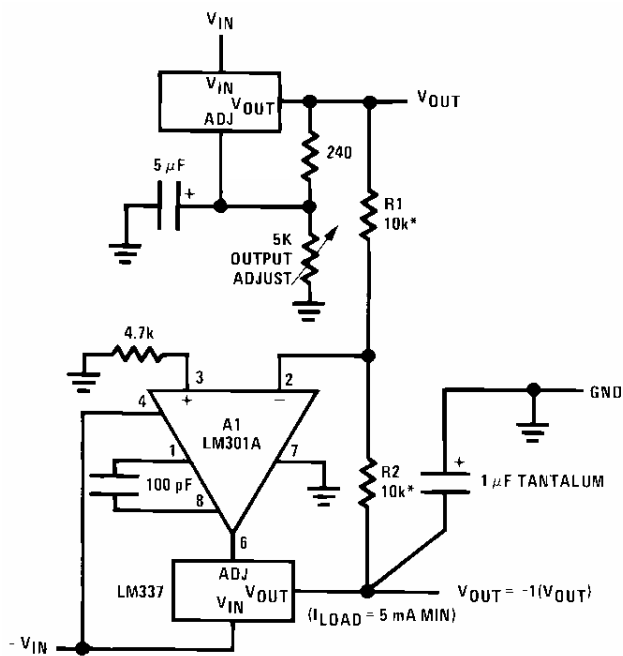 VIN
VIN
VOUT
ADJ
VOUT
240
5 µF
+
R1
10k*
5K
OUTPUT
ADJUST
4.7k
3
2
4
+
−
A1
LM301A
1
7
100 pF
8
6
GND
R2
10k*
+
1 µF TANTALUM
LM337
ADJ
VOUT
VIN
VOUT = -1(VOUT)
(ILOAD = 5 mA MIN)
- VIN